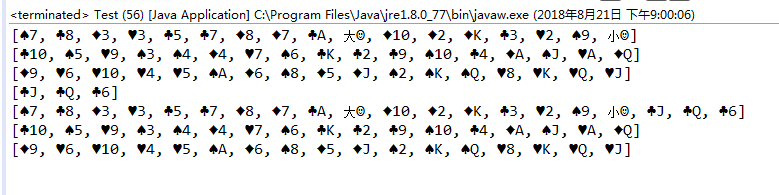 <terminated> Test (56) [Java Application] C:\Program Files\Java\jre1.8.0_77\bin\javaw.exe (2018年8月21日 下午9:00:06)
[♠7, ♣8, ♦3, ♥3, ♣5, ♣7, ♦8, ♦7, ♣A, 大☺, ♦10, ♦2, ♦K, ♣3, ♥2, ♠9, 小☺]
[♣10, ♠5, ♥9, ♠3, ♠4, ♦4, ♥7, ♠6, ♣K, ♣2, ♣9, ♠10, ♣4, ♦A, ♠J, ♥A, ♦Q]
[♦9, ♥6, ♥10, ♥4, ♥5, ♠A, ♦6, ♠8, ♦5, ♦J, ♠2, ♠K, ♠Q, ♥8, ♥K, ♥Q, ♥J]
[♣J, ♣Q, ♣6]
[♠7, ♣8, ♦3, ♥3, ♣5, ♣7, ♦8, ♦7, ♣A, 大☺, ♦10, ♦2, ♦K, ♣3, ♥2, ♠9, 小☺, ♣J, ♣Q, ♣6]
[♣10, ♠5, ♥9, ♠3, ♠4, ♦4, ♥7, ♠6, ♣K, ♣2, ♣9, ♠10, ♣4, ♦A, ♠J, ♥A, ♦Q]
[♦9, ♥6, ♥10, ♥4, ♥5, ♠A, ♦6, ♠8, ♦5, ♦J, ♠2, ♠K, ♠Q, ♥8, ♥K, ♥Q, ♥J]